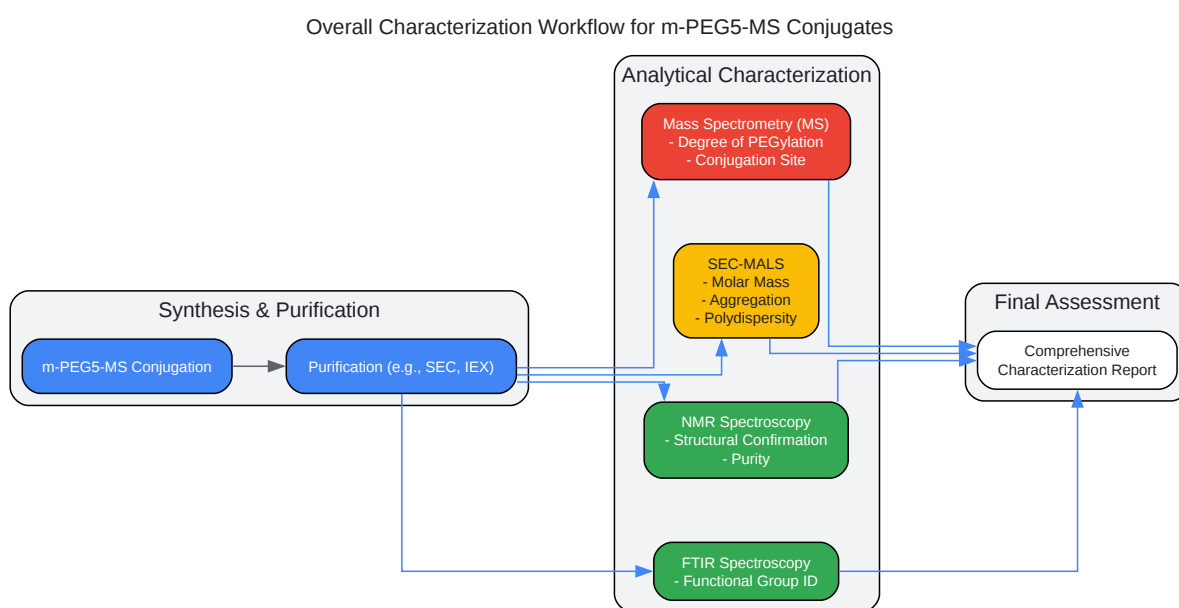 Overall Characterization Workflow for m-PEG5-MS Conjugates
Synthesis & Purification
m-PEG5-MS Conjugation
Purification (e.g., SEC, IEX)
Analytical Characterization
Mass Spectrometry (MS)
- Degree of PEGylation
- Conjugation Site
SEC-MALS
- Molar Mass
- Aggregation
- Polydispersity
NMR Spectroscopy
- Structural Confirmation
- Purity
FTIR Spectroscopy
- Functional Group ID
Final Assessment
Comprehensive
Characterization Report